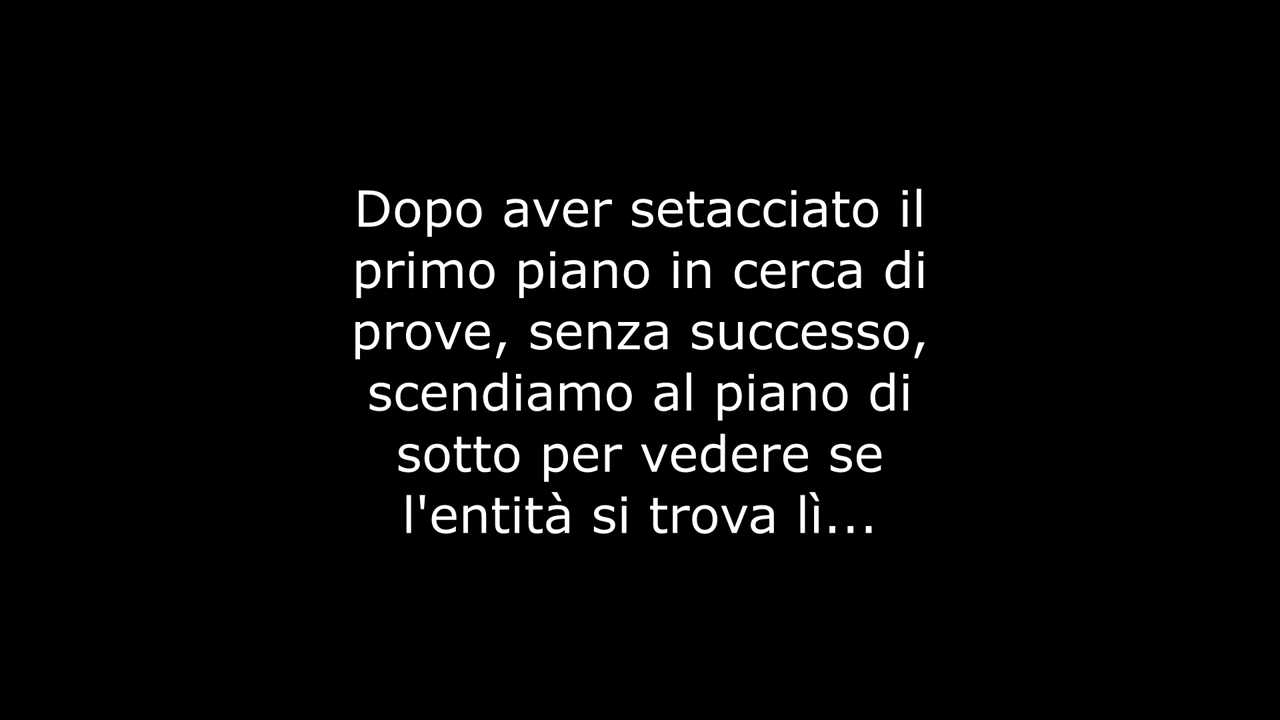 Dopo aver setacciato il
primo piano in cerca di
prove, senza successo,
scendiamo al piano di
sotto per vedere se
l'entità si trova lì...